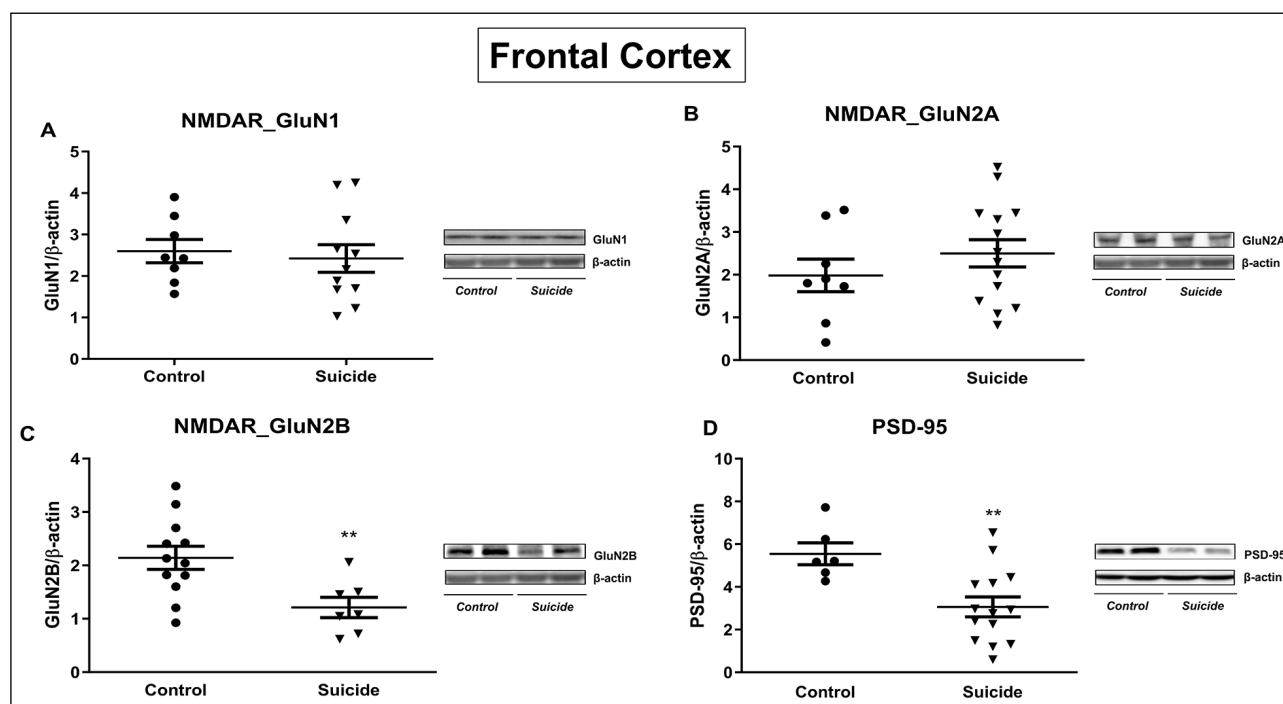 Frontal Cortex
A
NMDAR_GluN1
GluN1/β-actin
5
4
3
2
1
0
Control
Suicide
GluN1
β-actin
Control
Suicide
B
NMDAR_GluN2A
GluN2A/β-actin
5
4
3
2
1
0
Control
Suicide
GluN2A
β-actin
Control
Suicide
C
NMDAR_GluN2B
GluN2B/β-actin
4
3
2
1
0
**
Control
Suicide
GluN2B
β-actin
Control
Suicide
D
PSD-95
PSD-95/β-actin
10
8
6
4
2
0
**
Control
Suicide
PSD-95
β-actin
Control
Suicide